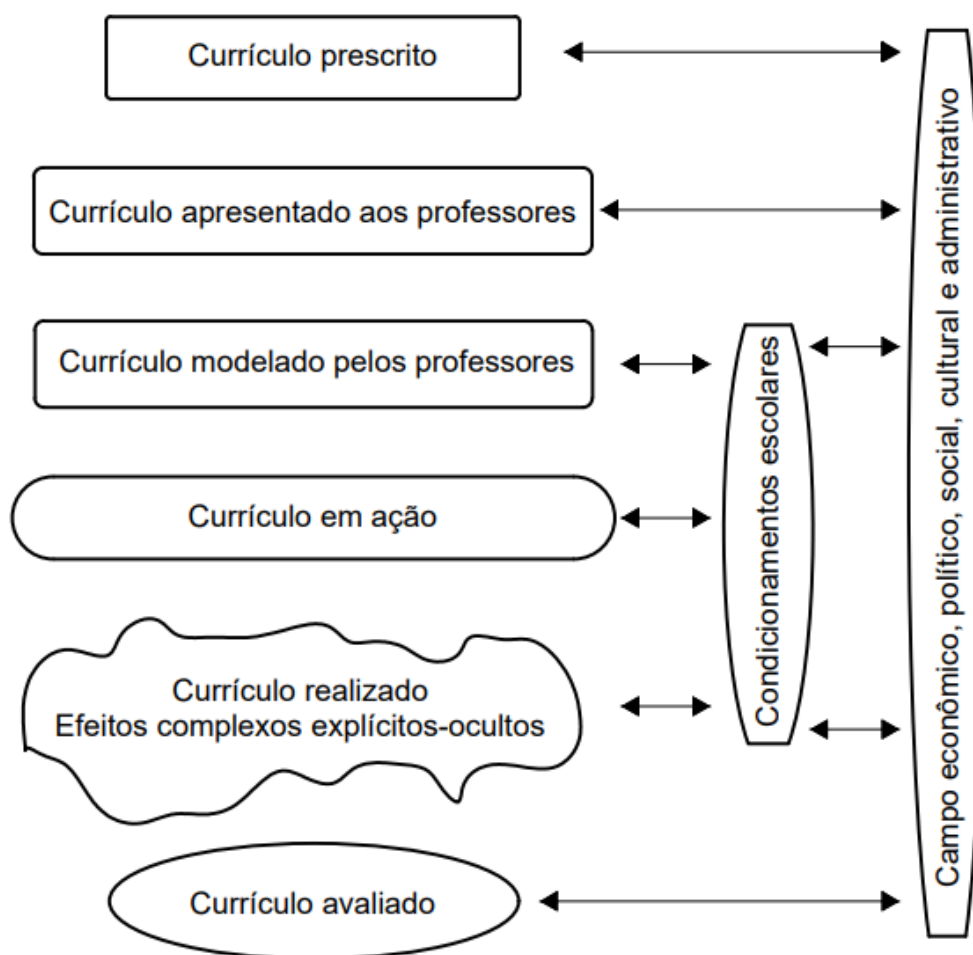 Currículo prescrito
Currículo apresentado aos professores
Currículo modelado pelos professores
Currículo em ação
Currículo realizado
Efeitos complexos explícitos-ocultos
Currículo avaliado
Condicionamentos escolares
Campo econômico, político, social, cultural e administrativo